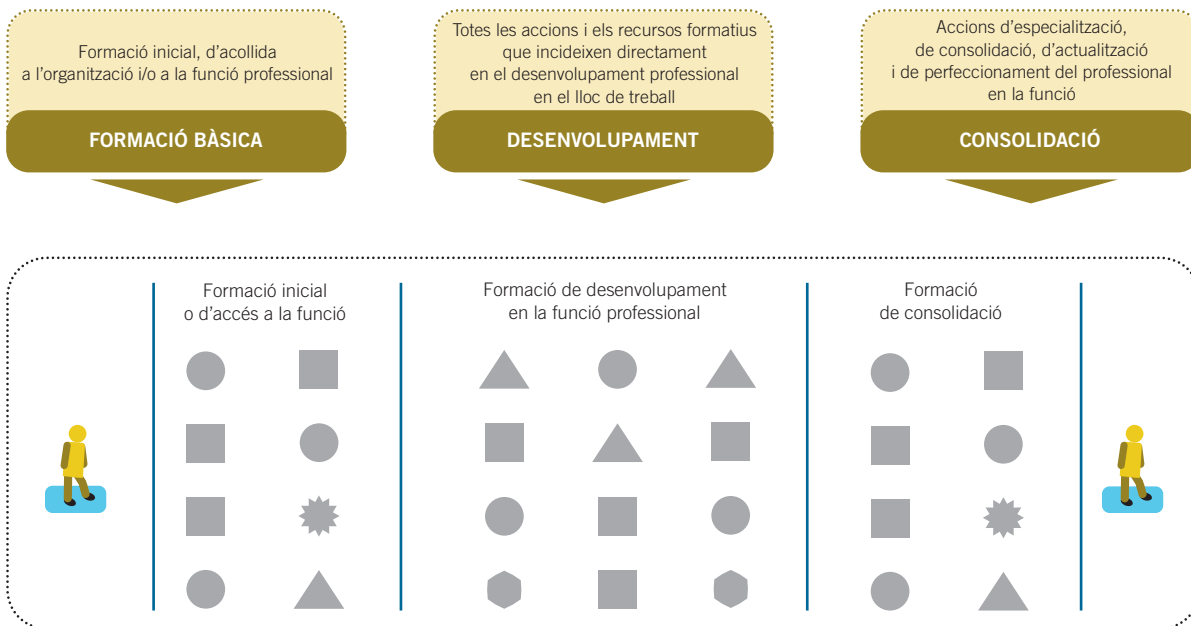 Formació inicial, d’acollida
a l’organització i/o a la funció professional
FORMACIÓ BÀSICA
Totes les accions i els recursos formatius
que incideixen directament
en el desenvolupament professional
en el lloc de treball
DESENVOLUPAMENT
Accions d’especialització,
de consolidació, d’actualització
i de perfeccionament del professional
en la funció
CONSOLIDACIÓ
Formació inicial
o d’accés a la funció
Formació de desenvolupament
en la funció professional
Formació
de consolidació